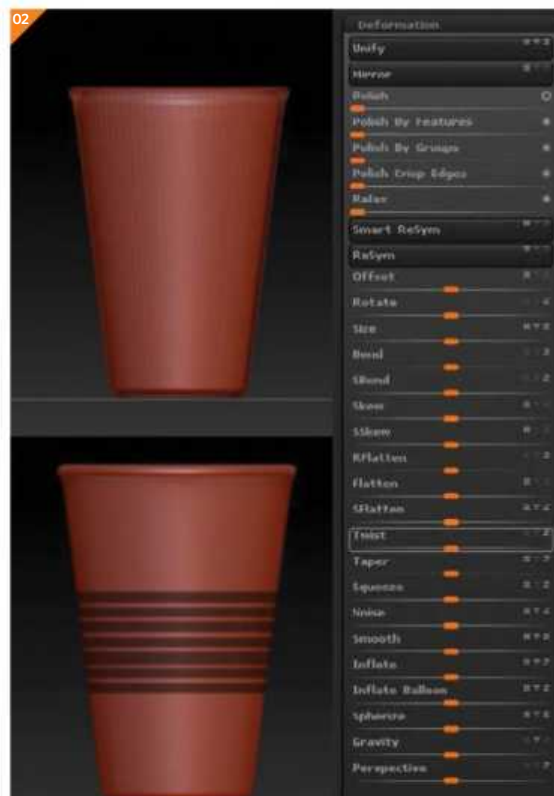 02
Deformation
Unify
Mirror
Polish
Polish By Features
Polish By Groups
Polish Crisp Edges
Relax
Smart ReSym
ReSym
Offset
Rotate
Size
Bend
SBend
Skew
SSkew
RFlatten
Flatten
SFlatten
Twist
Taper
Squeeze
Noise
Smooth
Inflate
Inflate Balloon
Spherize
Gravity
Perspective